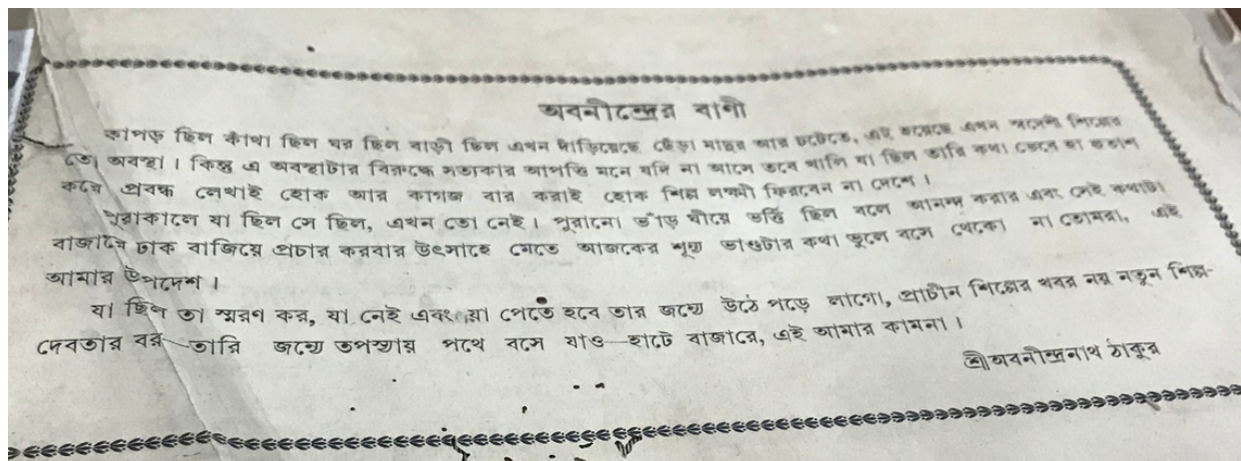 অবনীন্দ্রের বাণী
কাপড় ছিল কাঁথা ছিল ঘর ছিল বাড়ী ছিল এখন দাঁড়িয়েছে ছেঁড়া মাদুর আর চটেতে, এই হয়েছে এখন স্বদেশী শিল্পের
তো অবস্থা। কিন্তু এ অবস্থাটার বিরুদ্ধে সত্যকার আপত্তি মনে যদি না আসে তবে খালি যা ছিল তারি কথা ভেবে হা হুতাশ
করে প্রবন্ধ লেখাই হোক আর কাগজ বার করাই হোক শিল্প লক্ষ্মী ফিরবেন না দেশে।
পুরাকালে যা ছিল সে ছিল, এখন তো নেই। পুরানো ভাঁড় ঘীয়ে ভর্ত্তি ছিল বলে আনন্দ করার এবং সেই কথাটা
বাজারে ঢাক বাজিয়ে প্রচার করবার উৎসাহে মেতে আজকের শূন্য ভাণ্ডটার কথা ভুলে বসে থেকো না তোমরা, এই
আমার উপদেশ।
যা ছিল তা স্মরণ কর, যা নেই এবং যা পেতে হবে তার জন্যে উঠে পড়ে লাগো, প্রাচীন শিল্পের খবর নয় নতুন শিল্প-
দেবতার বর তারি জন্যে তপস্যায় পথে বসে যাও হাটে বাজারে, এই আমার কামনা।
শ্রীঅবনীন্দ্রনাথ ঠাকুর